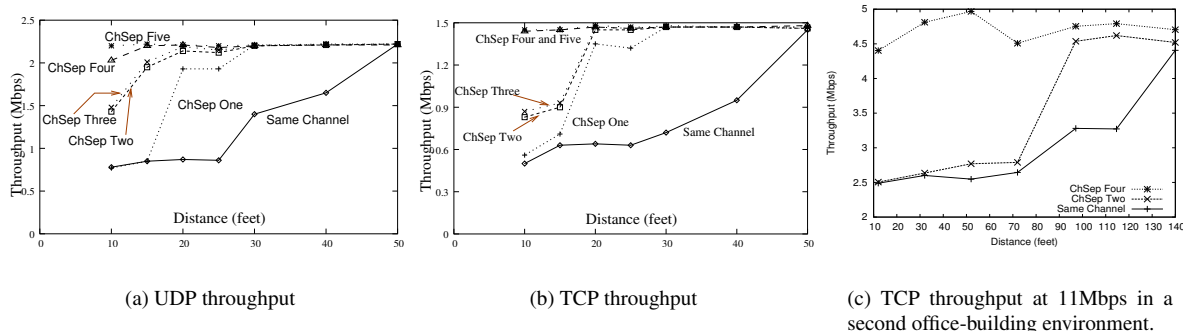 2.5
2
1.5
1
0.5
0
0 10 20 30 40 50
Throughput (Mbps)
Distance (feet)
ChSep Five
ChSep Four
ChSep Three
ChSep Two
ChSep One
Same Channel
(a) UDP throughput
1.5
1.2
0.9
0.6
0.3
0
0 10 20 30 40 50
Throughput (Mbps)
Distance (feet)
ChSep Four and Five
ChSep Three
ChSep Two
ChSep One
Same Channel
(b) TCP throughput
5
4.5
4
3.5
3
2.5
2
10 20 30 40 50 60 70 80 90 100 110 120 130 140
Throughput (Mbps)
Distance (feet)
ChSep Four
ChSep Two
Same Channel
(c) TCP throughput at 11Mbps in a
second office-building environment.